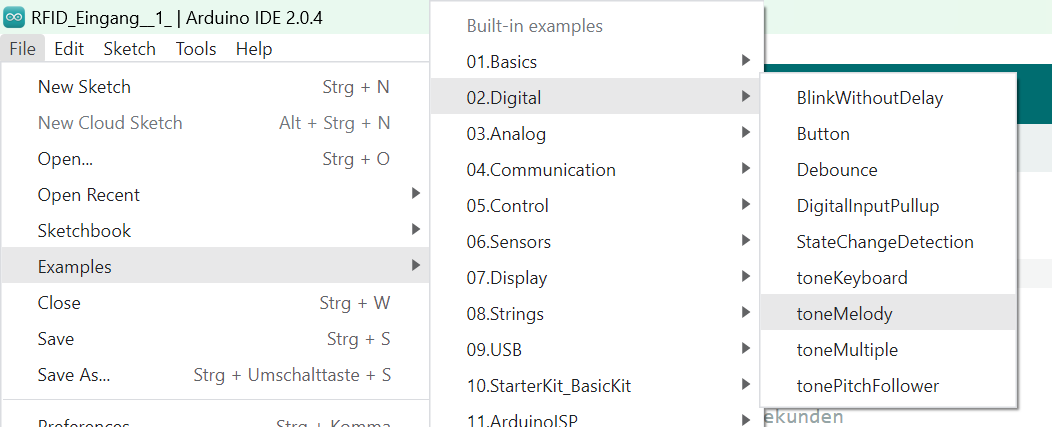 RFID_Eingang__1_ | Arduino IDE 2.0.4
File Edit Sketch Tools Help
New Sketch Strg + N
New Cloud Sketch Alt + Strg + N
Open... Strg + O
Open Recent
Sketchbook
Examples
Close Strg + W
Save Strg + S
Save As... Strg + Umschalttaste + S
Preferences Strg + Komma
Built-in examples
01.Basics
02.Digital
03.Analog
04.Communication
05.Control
06.Sensors
07.Display
08.Strings
09.USB
10.StarterKit_BasicKit
11.ArduinoISP
BlinkWithoutDelay
Button
Debounce
DigitalInputPullup
StateChangeDetection
toneKeyboard
toneMelody
toneMultiple
tonePitchFollower
ekunden